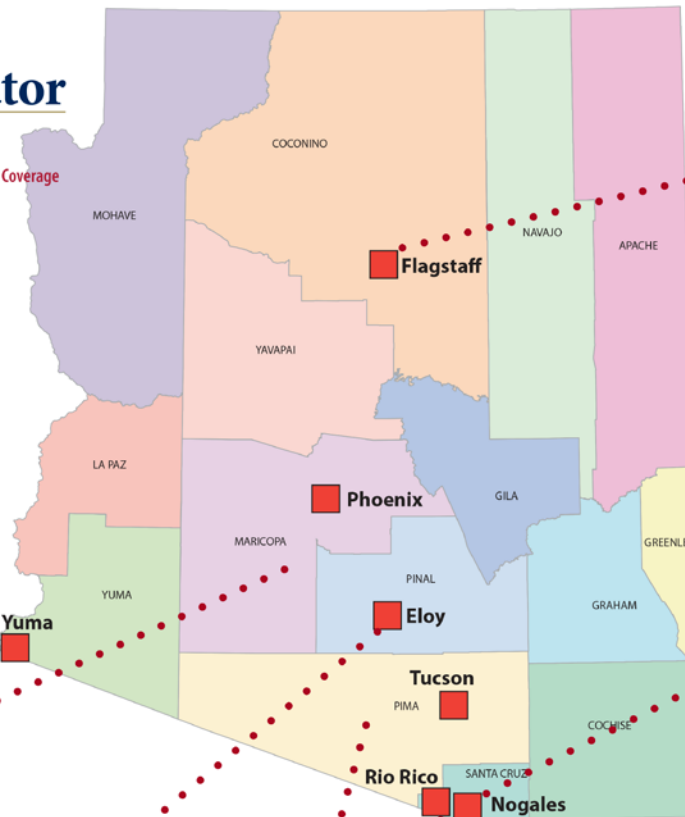 tor
Coverage
COCONINO
MOHAVE
NAVAJO
APACHE
Flagstaff
YAVAPAI
LA PAZ
Phoenix
GILA
MARICOPA
GREENL
PINAL
YUMA
GRAHAM
Eloy
Yuma
Tucson
PIMA
COCHISE
SANTA CRUZ
Rio Rico
Nogales